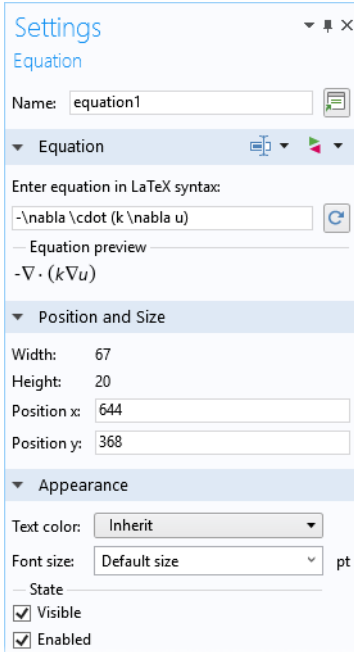 Settings
Equation
Name: equation1
Equation
Enter equation in LaTeX syntax:
-\nabla \cdot (k \nabla u)
Equation preview
-∇ · (k∇u)
Position and Size
Width: 67
Height: 20
Position x: 644
Position y: 368
Appearance
Text color: Inherit
Font size: Default size pt
State
Visible
Enabled